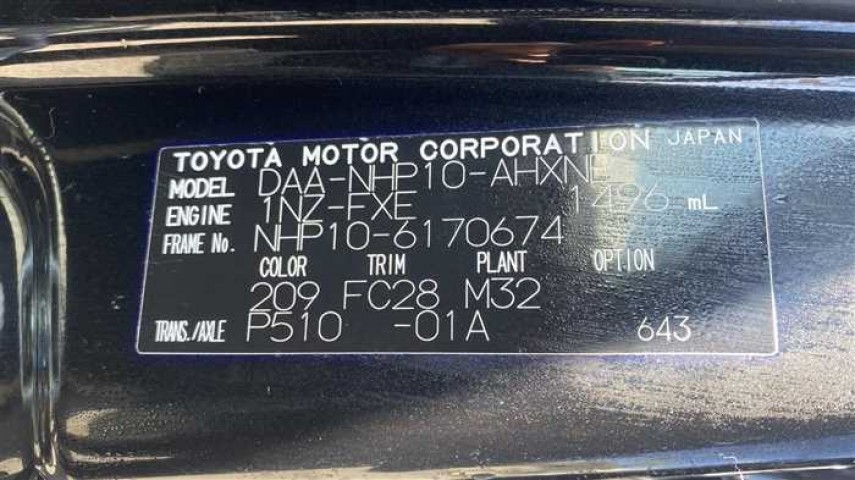 TOYOTA MOTOR CORPORATION JAPAN
MODEL DAA-NHP10-AHXNB
ENGINE 1NZ-FXE 1496 mL
FRAME No. NHP10-6170674
COLOR TRIM PLANT OPTION
209 FC28 M32
TRANS./AXLE P510 -01A 643